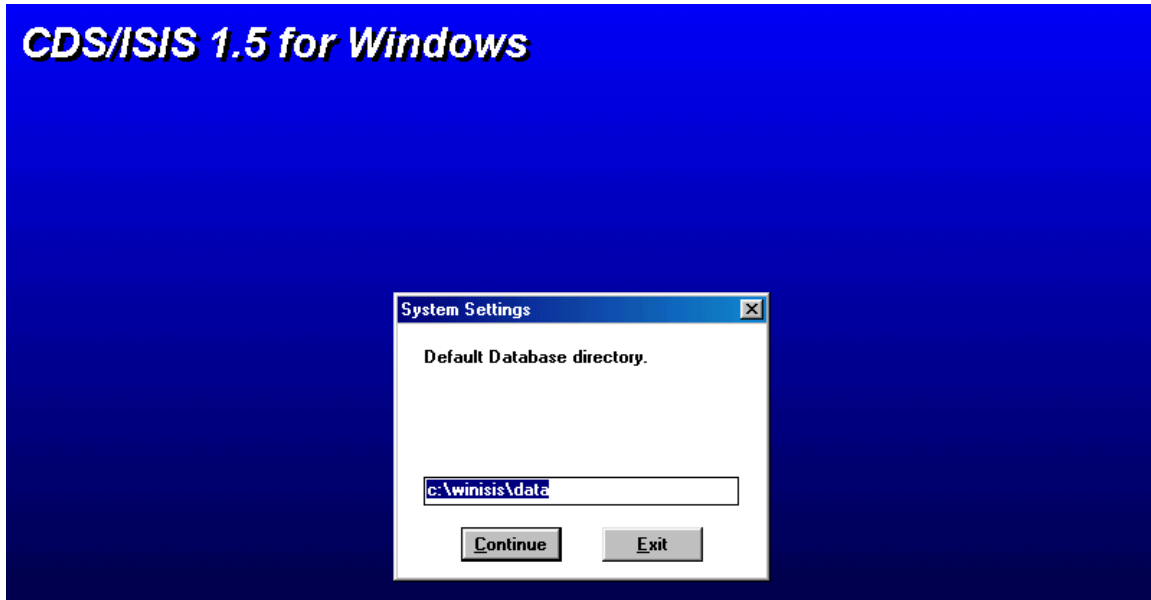 CDS/ISIS 1.5 for Windows
System Settings
Default Database directory.
c:\winisis\data
Continue Exit